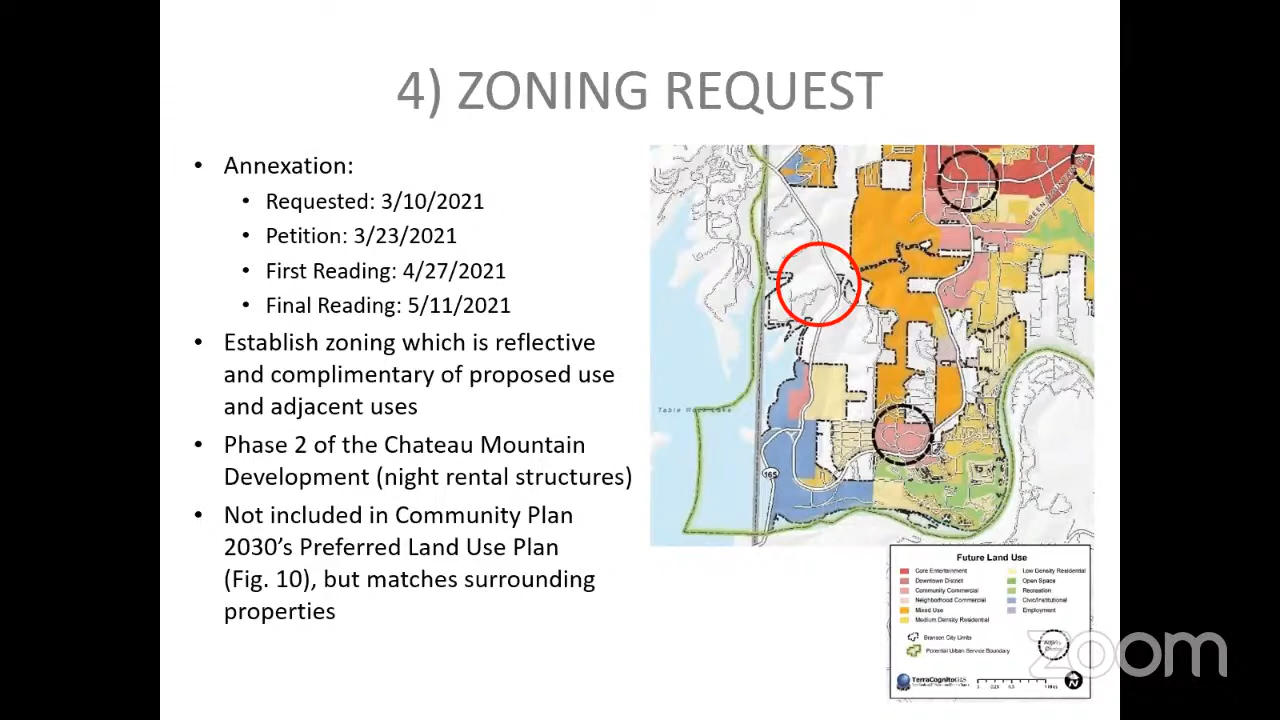 4) ZONING REQUEST
• Annexation:
• Requested: 3/10/2021
• Petition: 3/23/2021
• First Reading: 4/27/2021
• Final Reading: 5/11/2021
• Establish zoning which is reflective
and complimentary of proposed use
and adjacent uses
• Phase 2 of the Chateau Mountain
Development (night rental structures)
• Not included in Community Plan
2030's Preferred Land Use Plan
(Fig. 10), but matches surrounding
properties
Table Rock Lake
165
Future Land Use
Core Entertainment
Downtown District
Community Commercial
Neighborhood Commercial
Mixed Use
Medium Density Residential
Low Density Residential
Open Space
Recreation
Civic/Institutional
Employment
Branson City Limits
Potential Urban Service Boundary
TerraCognito GIS
N
zoom